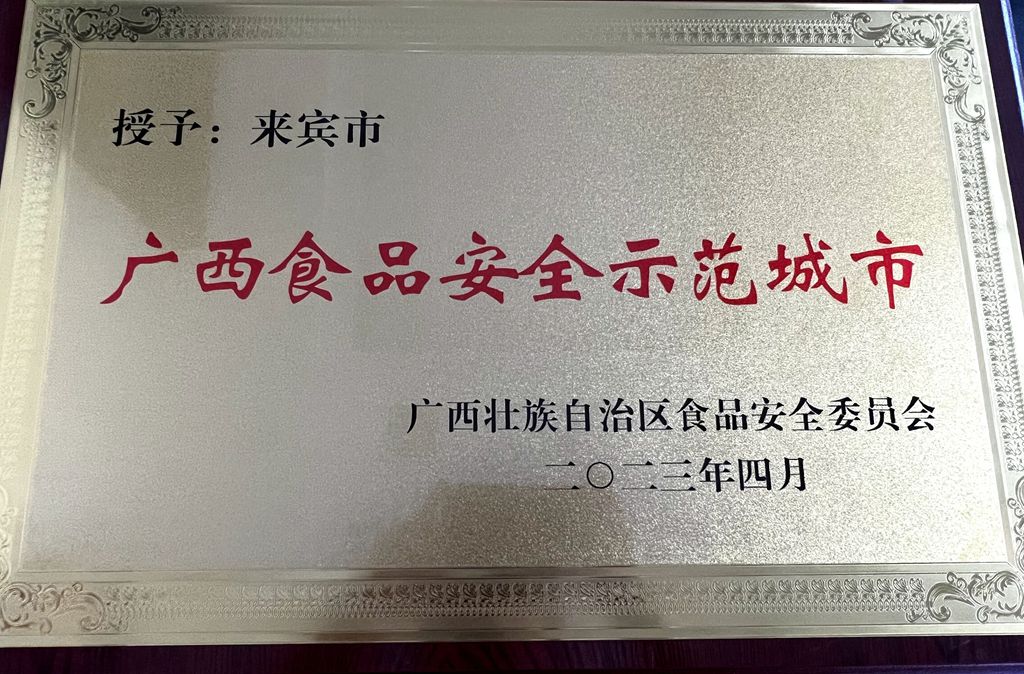 授予：来宾市
广西食品安全示范城市
广西壮族自治区食品安全委员会
二〇二三年四月